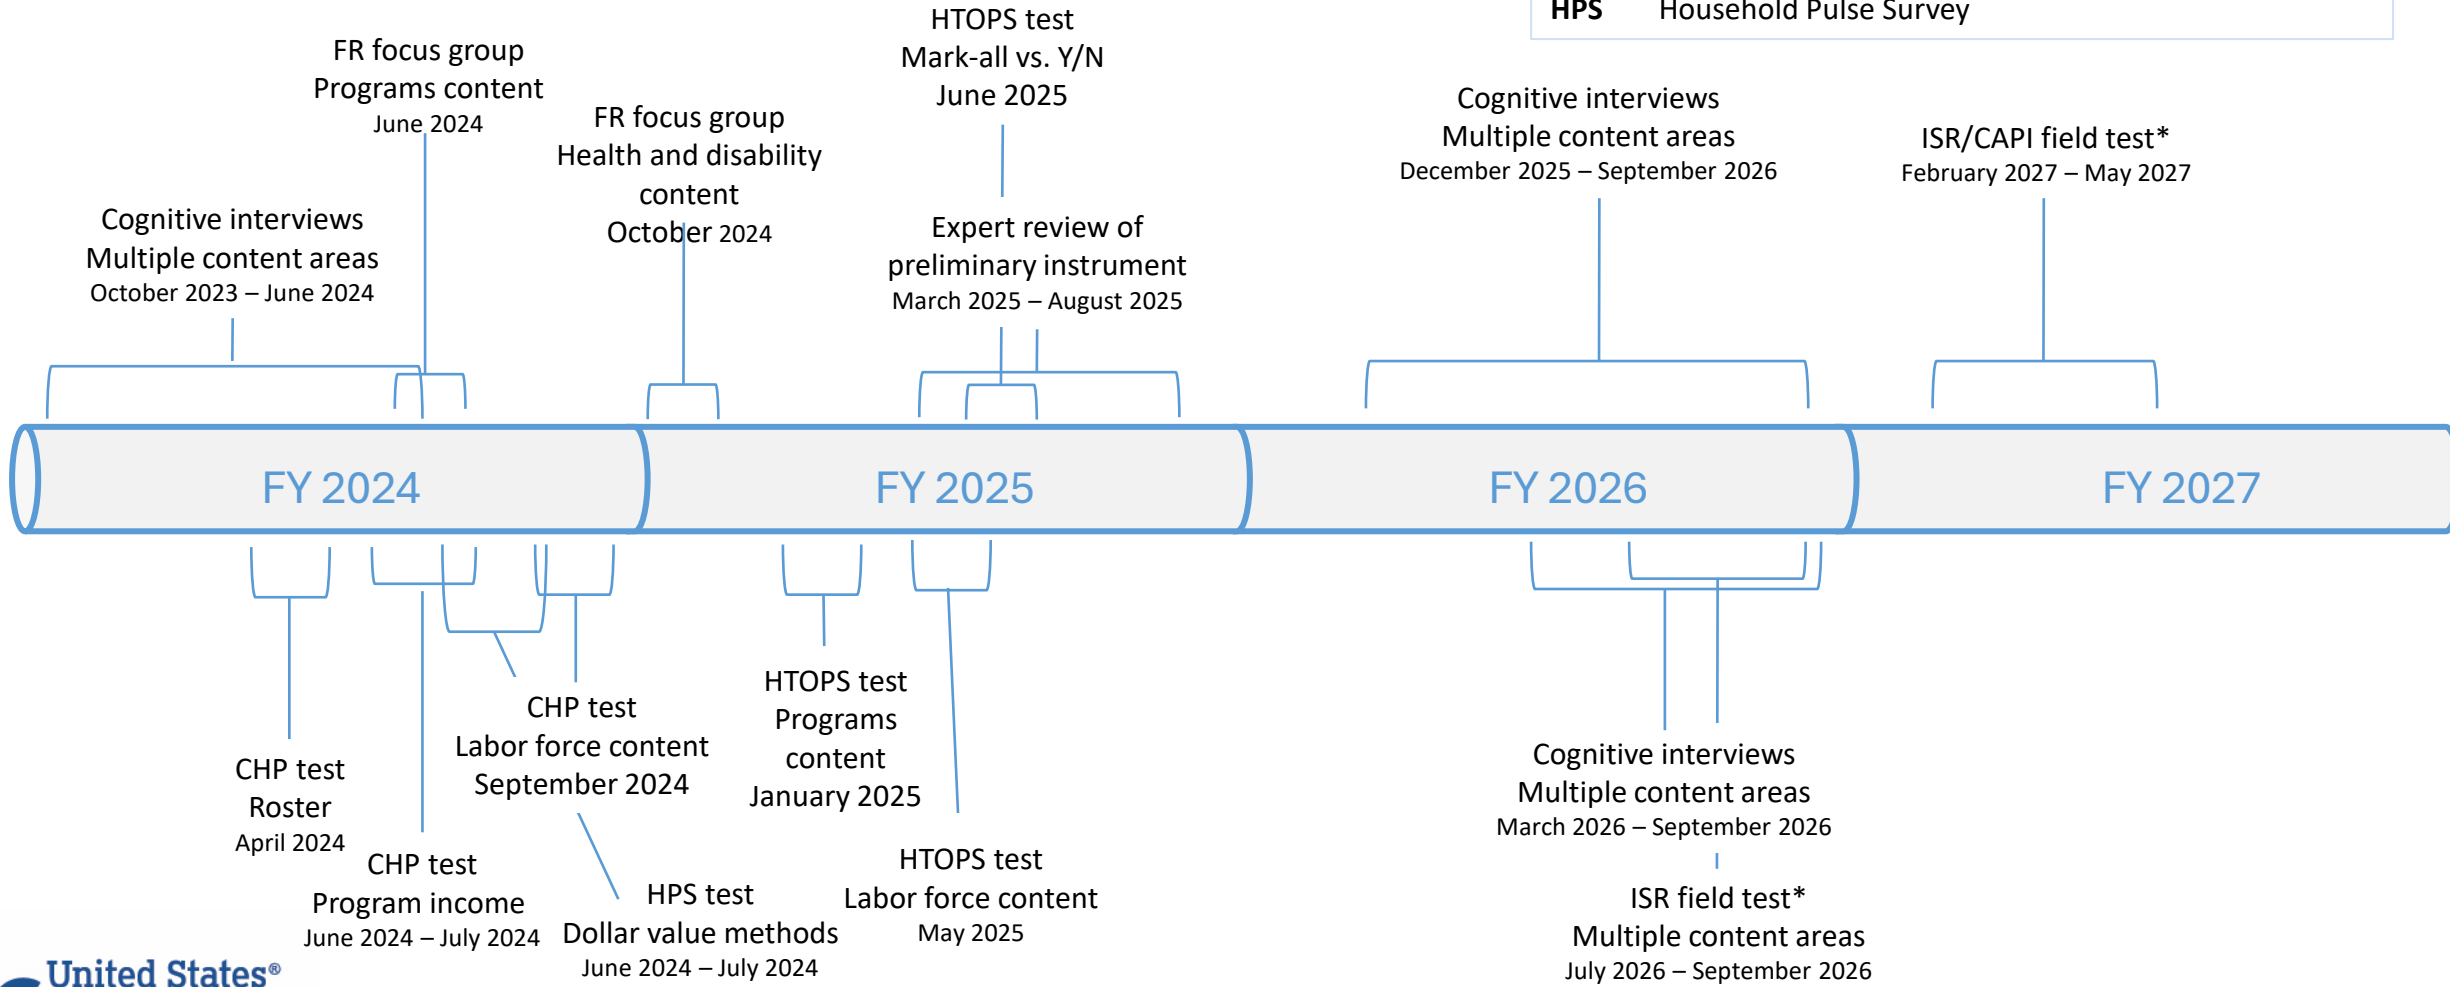 HPS Household Pulse Survey
FR focus group
Programs content
June 2024
FR focus group
Health and disability
content
October 2024
HTOPS test
Mark-all vs. Y/N
June 2025
Cognitive interviews
Multiple content areas
December 2025 – September 2026
ISR/CAPI field test*
February 2027 – May 2027
Cognitive interviews
Multiple content areas
October 2023 – June 2024
Expert review of
preliminary instrument
March 2025 – August 2025
FY 2024
FY 2025
FY 2026
FY 2027
CHP test
Roster
April 2024
CHP test
Program income
June 2024 – July 2024
CHP test
Labor force content
September 2024
HPS test
Dollar value methods
June 2024 – July 2024
HTOPS test
Programs
content
January 2025
HTOPS test
Labor force content
May 2025
Cognitive interviews
Multiple content areas
March 2026 – September 2026
ISR field test*
Multiple content areas
July 2026 – September 2026
United States®